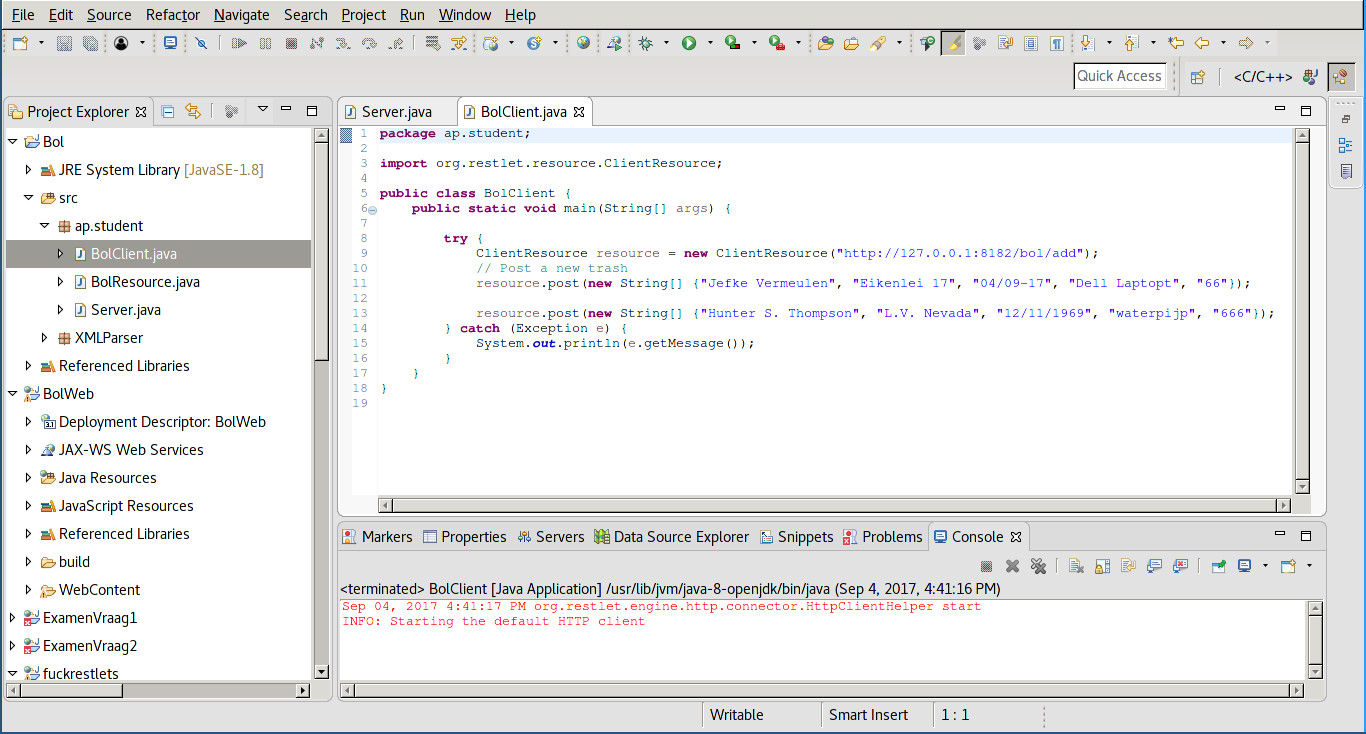 File Edit Source Refactor Navigate Search Project Run Window Help
Quick Access <C/C++>
Project Explorer
Bol
JRE System Library [JavaSE-1.8]
src
ap.student
BolClient.java
BolResource.java
Server.java
XMLParser
Referenced Libraries
BolWeb
Deployment Descriptor: BolWeb
JAX-WS Web Services
Java Resources
JavaScript Resources
Referenced Libraries
build
WebContent
ExamenVraag1
ExamenVraag2
fuckrestlets
Server.java BolClient.java
1 package ap.student;
2
3 import org.restlet.resource.ClientResource;
4
5 public class BolClient {
6 public static void main(String[] args) {
7
8 try {
9 ClientResource resource = new ClientResource("http://127.0.0.1:8182/bol/add");
10 // Post a new trash
11 resource.post(new String[] {"Jefke Vermeulen", "Eikenlei 17", "04/09-17", "Dell Laptopt", "66"});
12
13 resource.post(new String[] {"Hunter S. Thompson", "L.V. Nevada", "12/11/1969", "waterpijp", "666"});
14 } catch (Exception e) {
15 System.out.println(e.getMessage());
16 }
17 }
18 }
19
Markers Properties Servers Data Source Explorer Snippets Problems Console
<terminated> BolClient [Java Application] /usr/lib/jvm/java-8-openjdk/bin/java (Sep 4, 2017, 4:41:16 PM)
Sep 04, 2017 4:41:17 PM org.restlet.engine.http.connector.HttpClientHelper start
INFO: Starting the default HTTP client
Writable Smart Insert 1 : 1